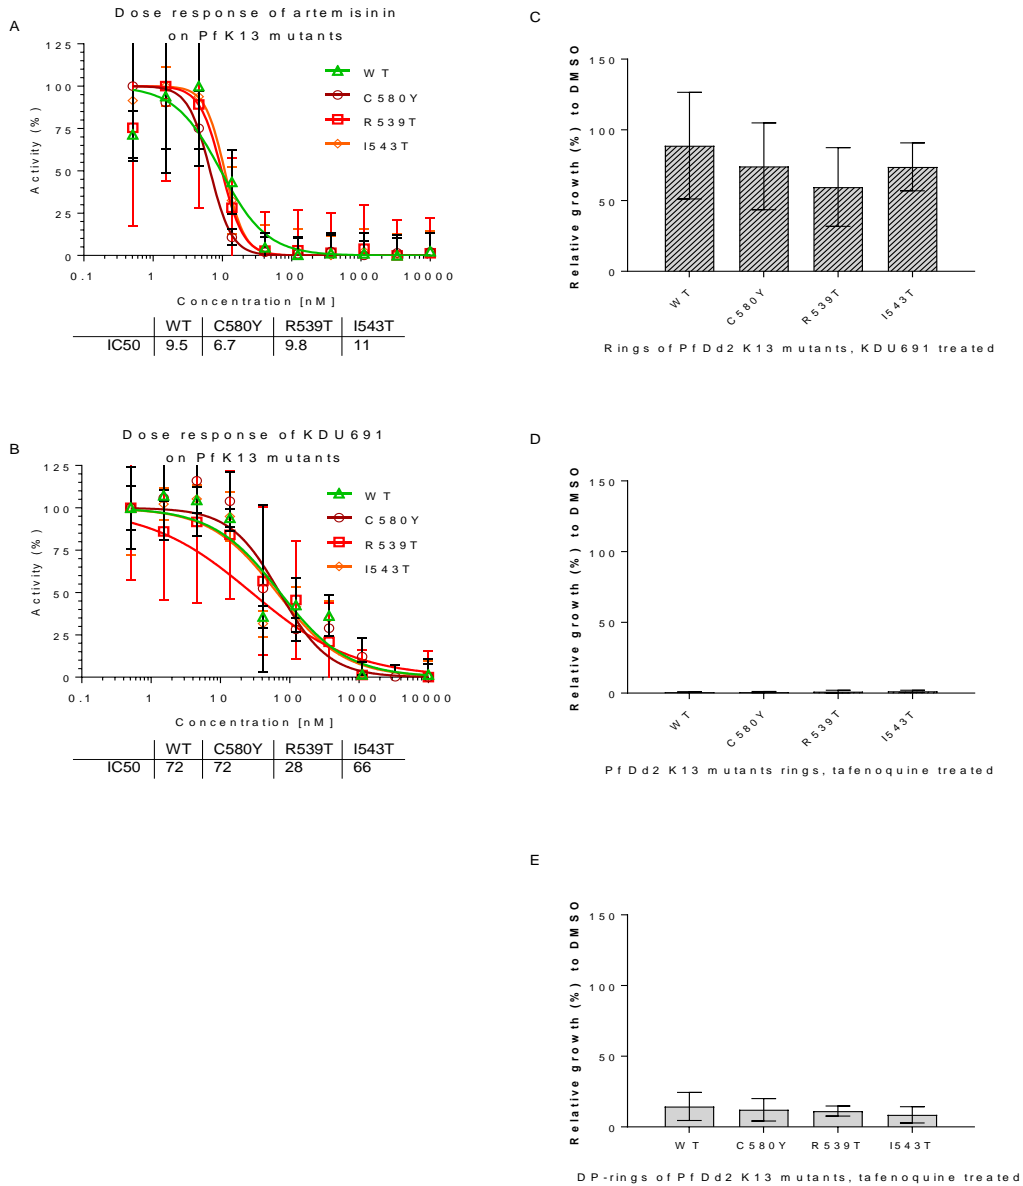 A
Dose response of artemisinin
on PfK13 mutants
125
100
75
50
25
0
Activity (%)
WT
C580Y
R539T
I543T
0.1 1 10 100 1000 10000
Concentration [nM]
WT C580Y R539T I543T
IC50 9.5 6.7 9.8 11
B
Dose response of KDU691
on PfK13 mutants
125
100
75
50
25
0
Activity (%)
WT
C580Y
R539T
I543T
0.1 1 10 100 1000 10000
Concentration [nM]
WT C580Y R539T I543T
IC50 72 72 28 66
C
150
100
50
0
Relative growth (%) to DMSO
WT C580Y R539T I543T
Rings of PfDd2 K13 mutants, KDU691 treated
D
150
100
50
0
Relative growth (%) to DMSO
WT C580Y R539T I543T
PfDd2 K13 mutants rings, tafenoquine treated
E
150
100
50
0
Relative growth (%) to DMSO
WT C580Y R539T I543T
DP-rings of PfDd2 K13 mutants, tafenoquine treated